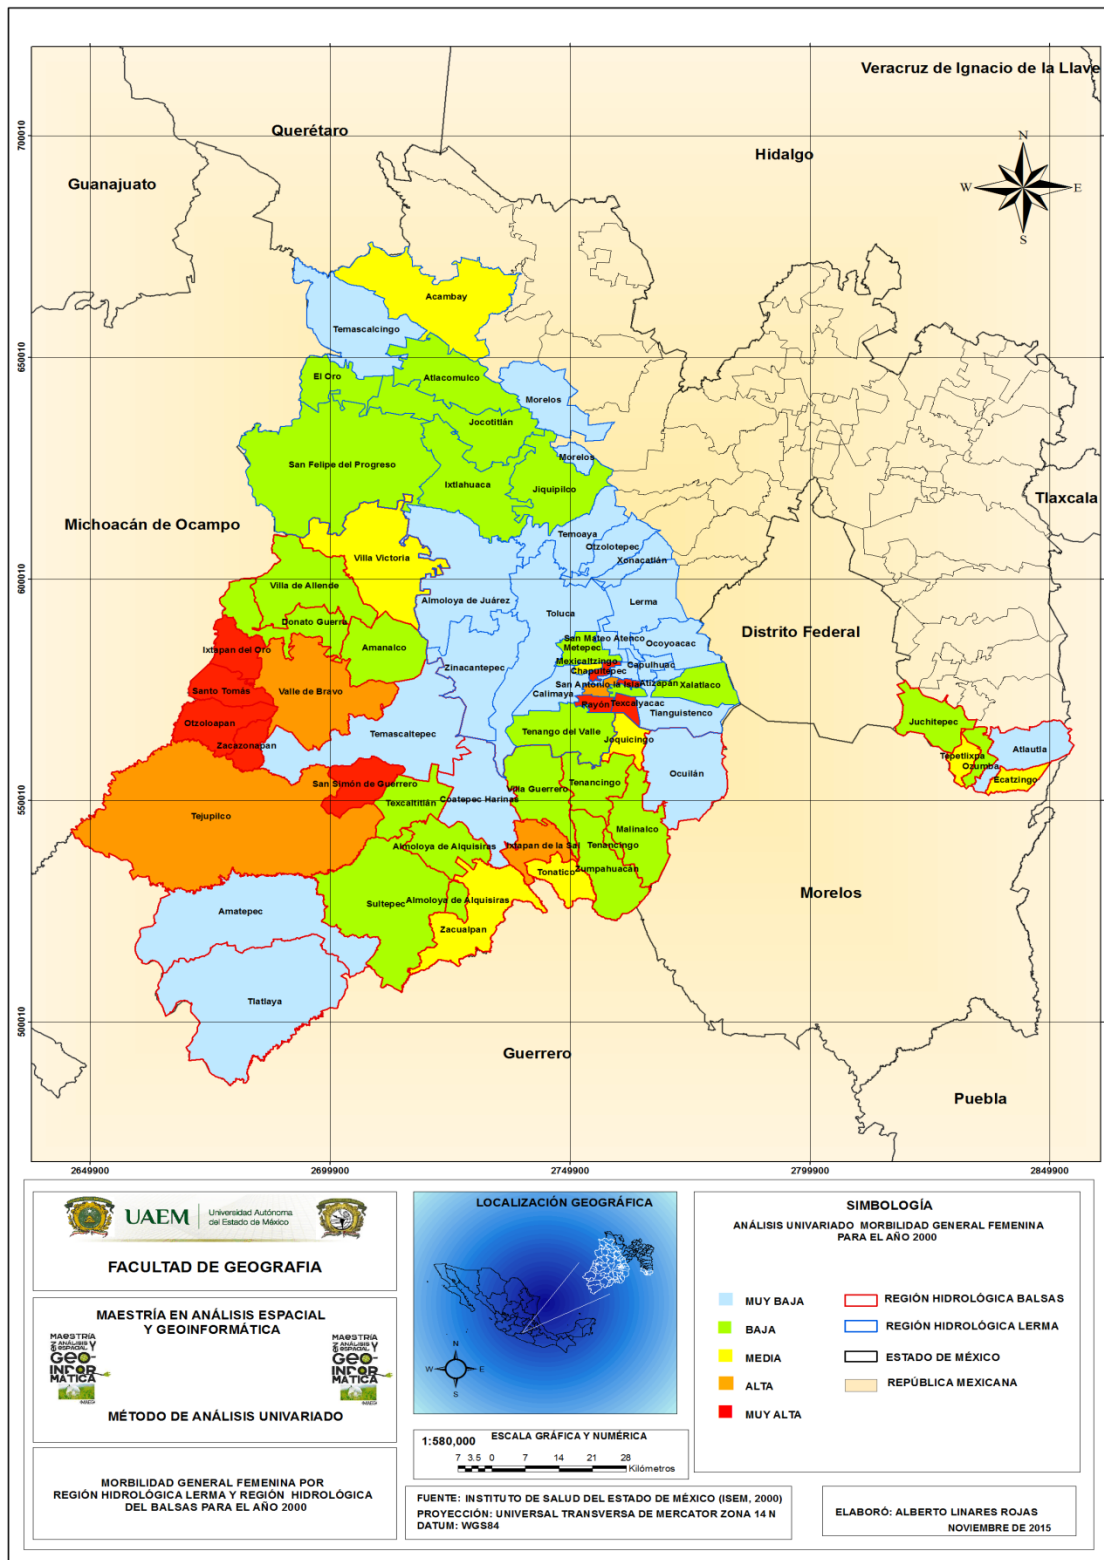 Veracruz de Ignacio de la Llave
Querétaro
Hidalgo
Guanajuato
N
W
E
S
Acambay
Temascalcingo
El Oro
Atlacomulco
Morelos
Jocotitlán
Morelos
San Felipe del Progreso
Ixtlahuaca
Jiquipilco
Tlaxcala
Michoacán de Ocampo
Temoaya
Otzolotepec
Xonacatlán
Villa Victoria
Villa de Allende
Almoloya de Juárez
Toluca
Lerma
Donato Guerra
Distrito Federal
San Mateo Atenco
Ocoyoacac
Metepec
Amanalco
Ixtapan del Oro
Mexicaltzingo
Capulhuac
Zinacantepec
Chapultepec
San Antonio la Isla
Atizapán
Xalatlaco
Santo Tomás
Valle de Bravo
Calimaya
Rayón
Texcalyacac
Tianguistenco
Otzoloapan
Temascaltepec
Tenango del Valle
Joquicingo
Juchitepec
Zacazonapan
Atlautla
Tepetlixpa
Ozumba
Ecatzingo
San Simón de Guerrero
Ocuilán
Texcaltitlán
Coatepec Harinas
Villa Guerrero
Tenancingo
Tejupilco
Malinalco
Almoloya de Alquisiras
Ixtapan de la Sal
Tenancingo
Tonatico
Zumpahuacán
Morelos
Sultepec
Almoloya de Alquisiras
Amatepec
Zacualpan
Tlatlaya
Guerrero
Puebla
700010
650010
600010
550010
500010
2649900
2699900
2749900
2799900
2849900
UAEM
Universidad Autónoma
del Estado de México
FACULTAD DE GEOGRAFIA
MAESTRÍA EN ANÁLISIS ESPACIAL
Y GEOINFORMÁTICA
MÉTODO DE ANÁLISIS UNIVARIADO
MORBILIDAD GENERAL FEMENINA POR
REGIÓN HIDROLÓGICA LERMA Y REGIÓN HIDROLÓGICA
DEL BALSAS PARA EL AÑO 2000
LOCALIZACIÓN GEOGRÁFICA
N
W
E
S
1:580,000
ESCALA GRÁFICA Y NUMÉRICA
7 3.5 0 7 14 21 28
Kilómetros
FUENTE: INSTITUTO DE SALUD DEL ESTADO DE MÉXICO (ISEM, 2000)
PROYECCIÓN: UNIVERSAL TRANSVERSA DE MERCATOR ZONA 14 N
DATUM: WGS84
SIMBOLOGÍA
ANÁLISIS UNIVARIADO MORBILIDAD GENERAL FEMENINA
PARA EL AÑO 2000
MUY BAJA
BAJA
MEDIA
ALTA
MUY ALTA
REGIÓN HIDROLÓGICA BALSAS
REGIÓN HIDROLÓGICA LERMA
ESTADO DE MÉXICO
REPÚBLICA MEXICANA
ELABORÓ: ALBERTO LINARES ROJAS
NOVIEMBRE DE 2015